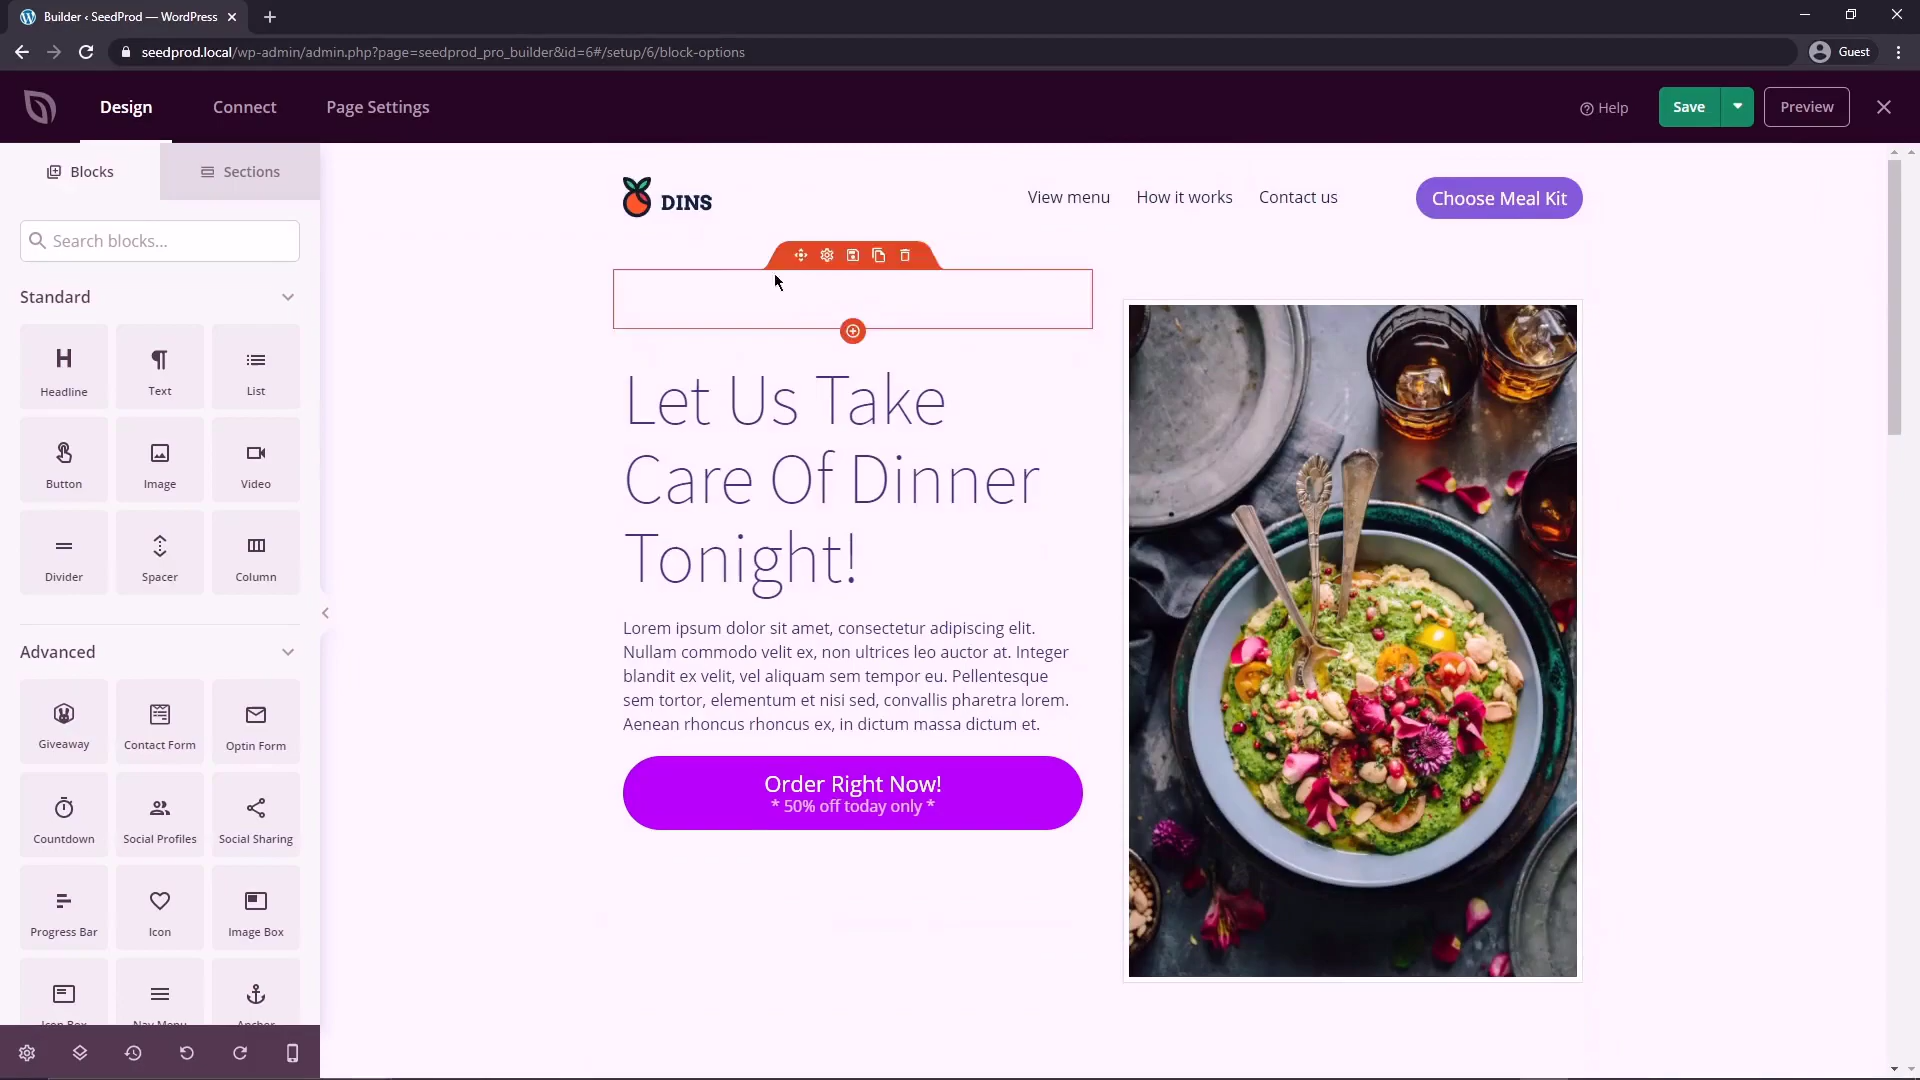 Builder ‹ SeedProd — WordPress
seedprod.local/wp-admin/admin.php?page=seedprod_pro_builder&id=6#/setup/6/block-options
Guest
Design
Connect
Page Settings
Help
Save
Preview
Blocks
Sections
Search blocks...
Standard
Headline
Text
List
Button
Image
Video
Divider
Spacer
Column
Advanced
Giveaway
Contact Form
Optin Form
Countdown
Social Profiles
Social Sharing
Progress Bar
Icon
Image Box
Icon Box
Nav Menu
Anchor
DINS
View menu
How it works
Contact us
Choose Meal Kit
Let Us Take
Care Of Dinner
Tonight!
Lorem ipsum dolor sit amet, consectetur adipiscing elit.
Nullam commodo velit ex, non ultrices leo auctor at. Integer
blandit ex velit, vel aliquam sem tempor eu. Pellentesque
sem tortor, elementum et nisi sed, convallis pharetra lorem.
Aenean rhoncus rhoncus ex, in dictum massa dictum et.
Order Right Now!
* 50% off today only *